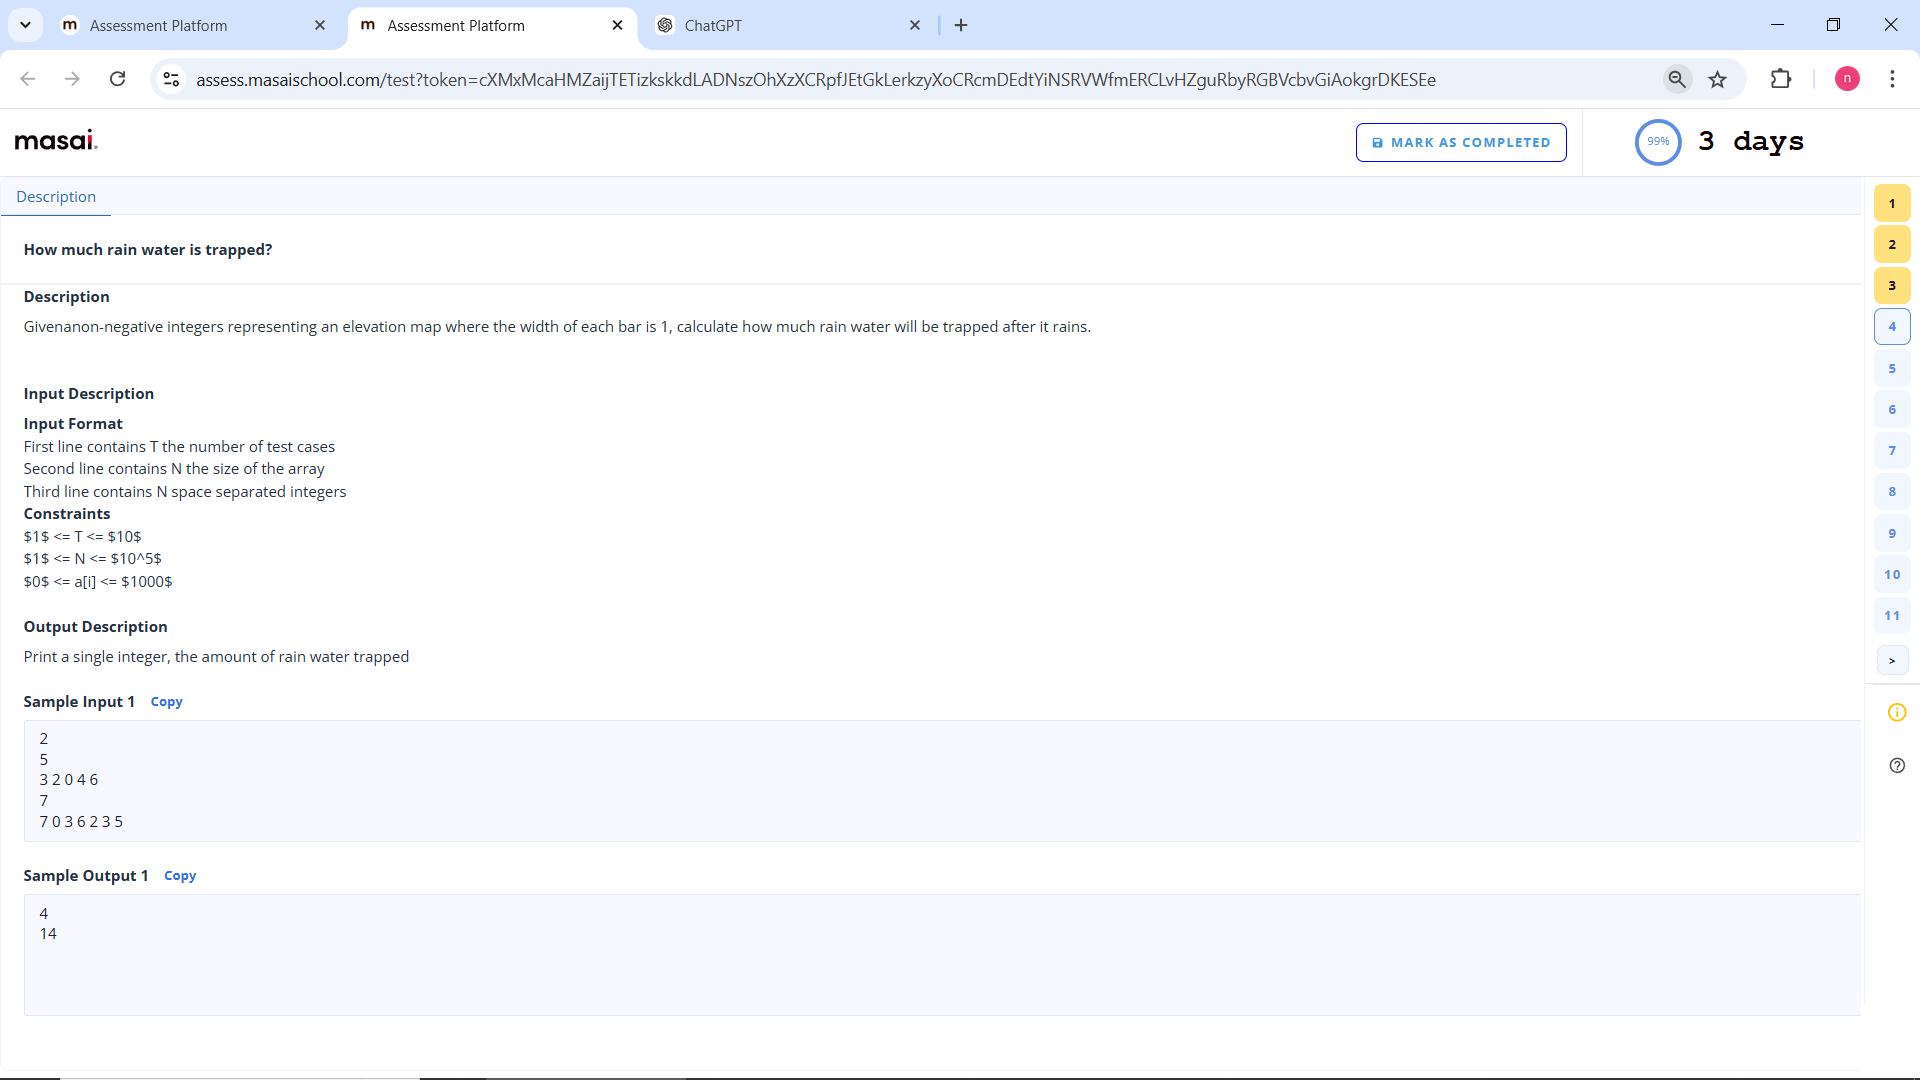 Assessment Platform
Assessment Platform
ChatGPT
assess.masaischool.com/test?token=cXMxMcaHMZaijTETizkskkdLADNszOhXzXCRpfJEtGkLerkzyXoCRcmDEdtYiNSRVWfmERCLvHZguRbyRGBVcbvGiAokgrDKESEe
n
masai.
MARK AS COMPLETED
99%
3 days
Description
How much rain water is trapped?
Description
Givenanon-negative integers representing an elevation map where the width of each bar is 1, calculate how much rain water will be trapped after it rains.
Input Description
Input Format
First line contains T the number of test cases
Second line contains N the size of the array
Third line contains N space separated integers
Constraints
$1$ <= T <= $10$
$1$ <= N <= $10^5$
$0$ <= a[i] <= $1000$
Output Description
Print a single integer, the amount of rain water trapped
Sample Input 1 Copy
2
5
3 2 0 4 6
7
7 0 3 6 2 3 5
Sample Output 1 Copy
4
14
1
2
3
4
5
6
7
8
9
10
11
>